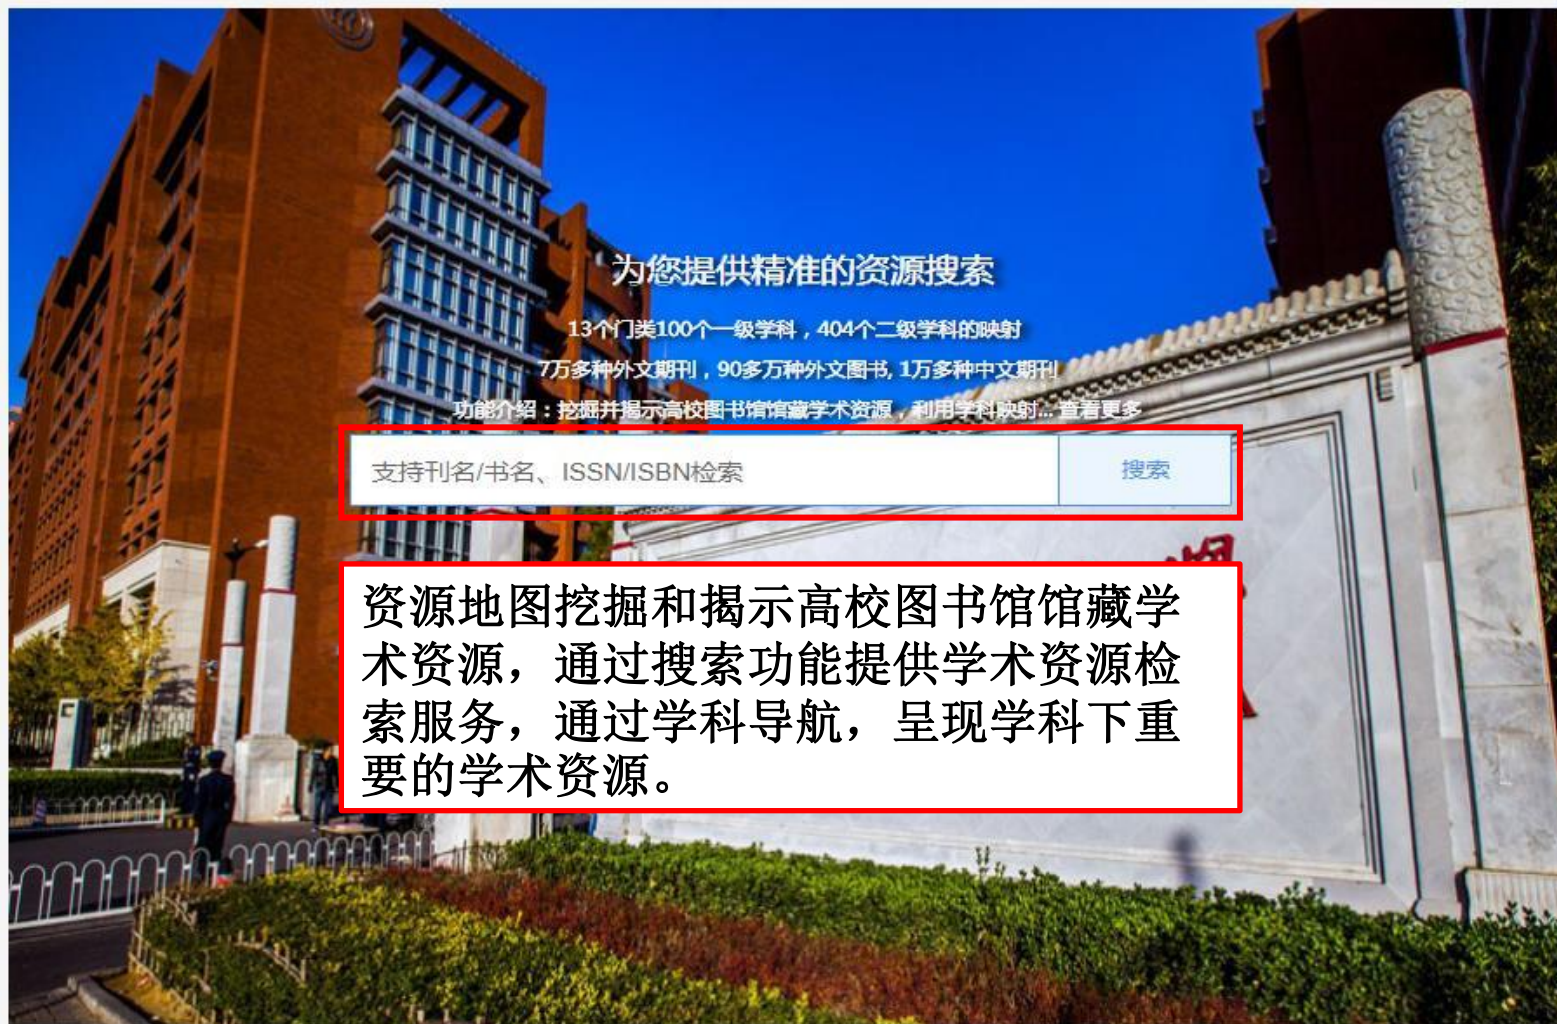 为您提供精准的资源搜索
13个门类100个一级学科，404个二级学科的映射
7万多种外文期刊，90多万种外文图书, 1万多种中文期刊
功能介绍：挖掘并揭示高校图书馆馆藏学术资源，利用学科映射... 查看更多
支持刊名/书名、ISSN/ISBN检索
搜索
资源地图挖掘和揭示高校图书馆馆藏学
术资源，通过搜索功能提供学术资源检
索服务，通过学科导航，呈现学科下重
要的学术资源。